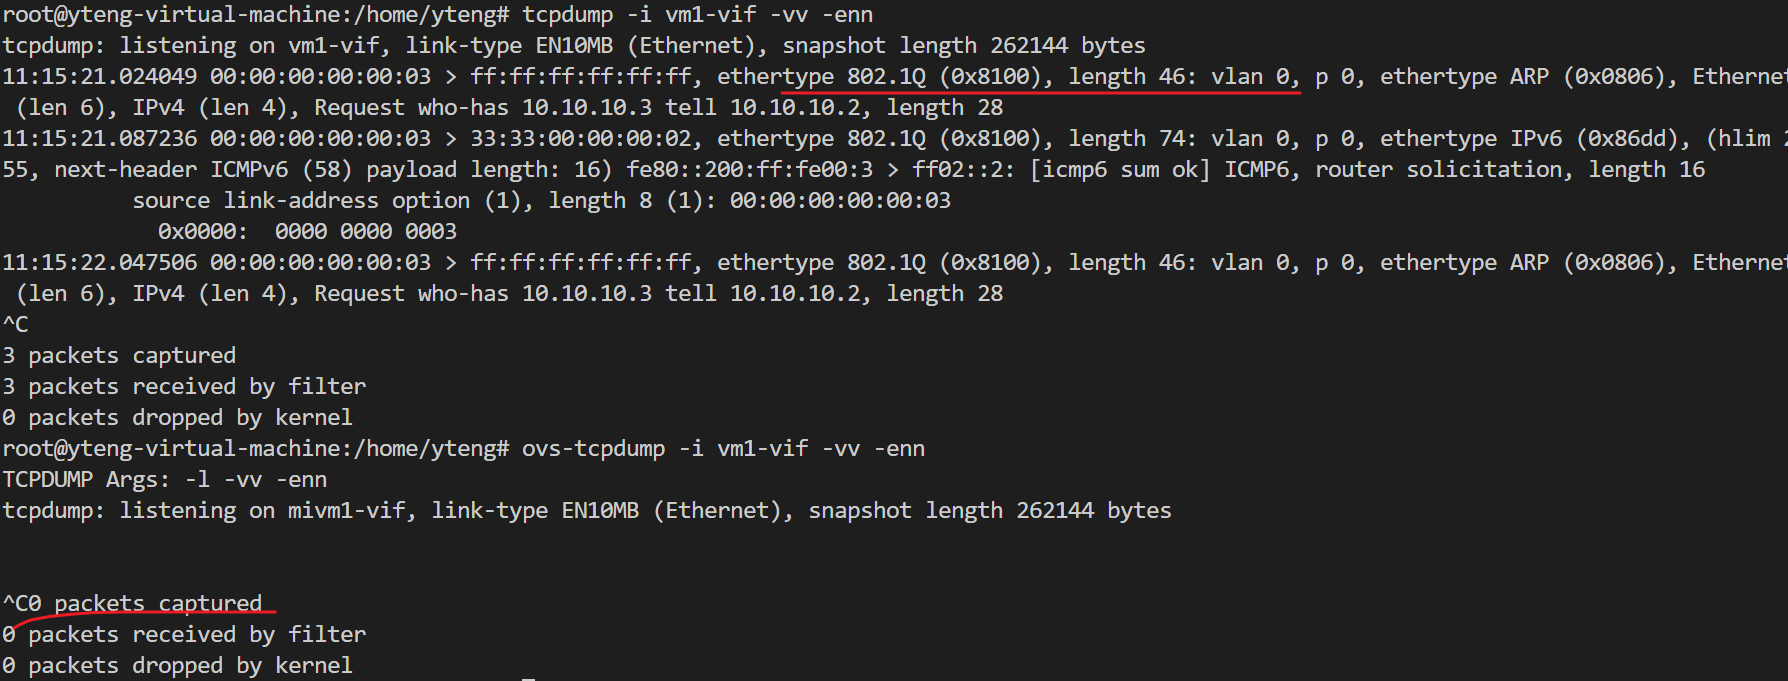 root@yteng-virtual-machine:/home/yteng# tcpdump -i vm1-vif -vv -enn
tcpdump: listening on vm1-vif, link-type EN10MB (Ethernet), snapshot length 262144 bytes
11:15:21.024049 00:00:00:00:00:03 > ff:ff:ff:ff:ff:ff, ethertype 802.1Q (0x8100), length 46: vlan 0, p 0, ethertype ARP (0x0806), Ethernet
 (len 6), IPv4 (len 4), Request who-has 10.10.10.3 tell 10.10.10.2, length 28
11:15:21.087236 00:00:00:00:00:03 > 33:33:00:00:00:02, ethertype 802.1Q (0x8100), length 74: vlan 0, p 0, ethertype IPv6 (0x86dd), (hlim 2
55, next-header ICMPv6 (58) payload length: 16) fe80::200:ff:fe00:3 > ff02::2: [icmp6 sum ok] ICMP6, router solicitation, length 16
          source link-address option (1), length 8 (1): 00:00:00:00:00:03
            0x0000:  0000 0000 0003
11:15:22.047506 00:00:00:00:00:03 > ff:ff:ff:ff:ff:ff, ethertype 802.1Q (0x8100), length 46: vlan 0, p 0, ethertype ARP (0x0806), Ethernet
 (len 6), IPv4 (len 4), Request who-has 10.10.10.3 tell 10.10.10.2, length 28
^C
3 packets captured
3 packets received by filter
0 packets dropped by kernel
root@yteng-virtual-machine:/home/yteng# ovs-tcpdump -i vm1-vif -vv -enn
TCPDUMP Args: -l -vv -enn
tcpdump: listening on mivm1-vif, link-type EN10MB (Ethernet), snapshot length 262144 bytes
^C0 packets captured
0 packets received by filter
0 packets dropped by kernel